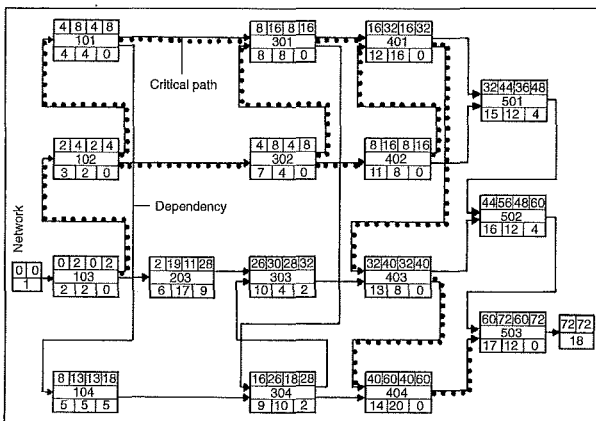 4 8 4 8
101
4 4 0
8 16 8 16
301
8 8 0
16 32 16 32
401
12 16 0
Critical path
32 44 36 48
501
15 12 4
2 4 2 4
102
3 2 0
4 8 4 8
302
7 4 0
8 16 8 16
402
11 8 0
Dependency
44 56 48 60
502
16 12 4
Network
0 0
1
0 2 0 2
103
2 2 0
2 19 11 28
203
6 17 9
26 30 28 32
303
10 4 2
32 40 32 40
403
13 8 0
60 72 60 72
503
17 12 0
72 72
18
8 13 13 18
104
5 5 5
16 26 18 28
304
9 10 2
40 60 40 60
404
14 20 0